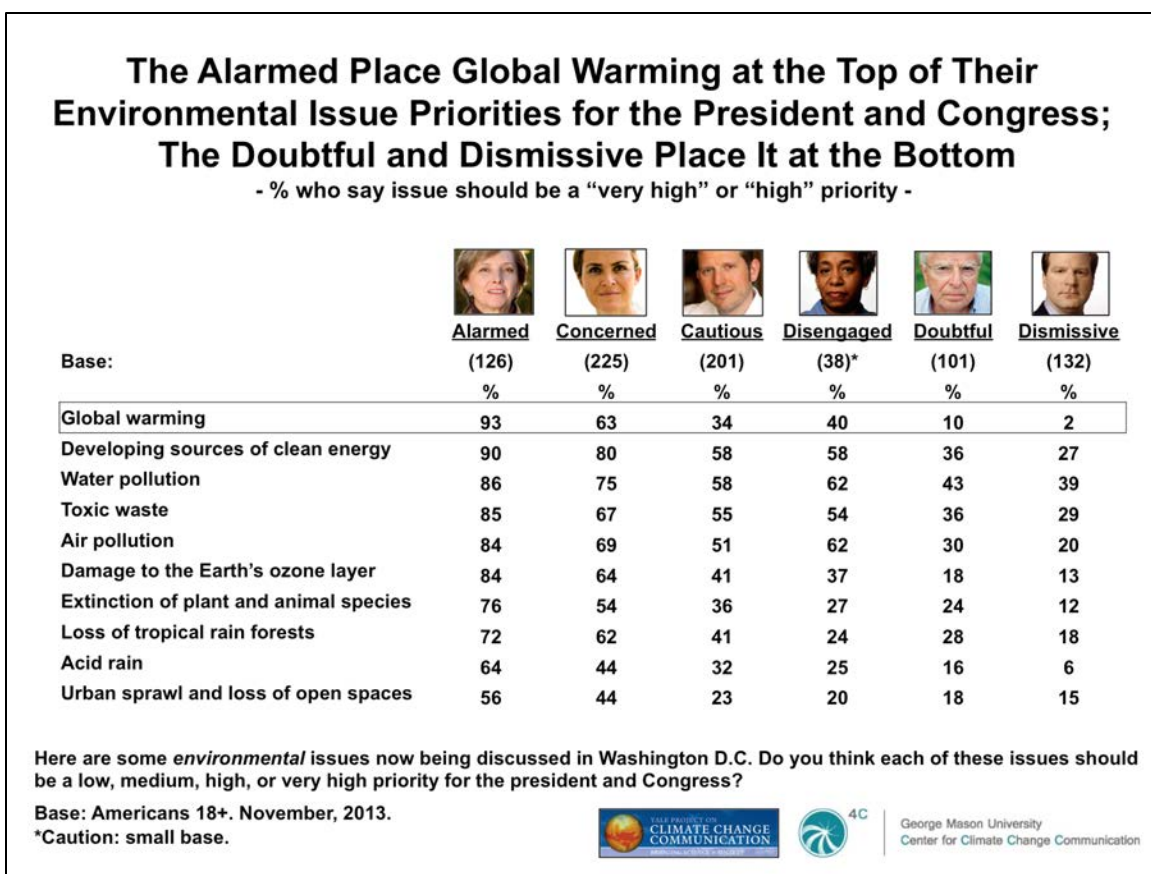 The Alarmed Place Global Warming at the Top of Their
Environmental Issue Priorities for the President and Congress;
The Doubtful and Dismissive Place It at the Bottom
- % who say issue should be a “very high” or “high” priority -
Alarmed Concerned Cautious Disengaged Doubtful Dismissive
Base: (126) (225) (201) (38)* (101) (132)
% % % % % %
Global warming 93 63 34 40 10 2
Developing sources of clean energy 90 80 58 58 36 27
Water pollution 86 75 58 62 43 39
Toxic waste 85 67 55 54 36 29
Air pollution 84 69 51 62 30 20
Damage to the Earth’s ozone layer 84 64 41 37 18 13
Extinction of plant and animal species 76 54 36 27 24 12
Loss of tropical rain forests 72 62 41 24 28 18
Acid rain 64 44 32 25 16 6
Urban sprawl and loss of open spaces 56 44 23 20 18 15
Here are some environmental issues now being discussed in Washington D.C. Do you think each of these issues should
be a low, medium, high, or very high priority for the president and Congress?
Base: Americans 18+. November, 2013.
*Caution: small base.
YALE PROJECT ON
CLIMATE CHANGE
COMMUNICATION
4C
George Mason University
Center for Climate Change Communication